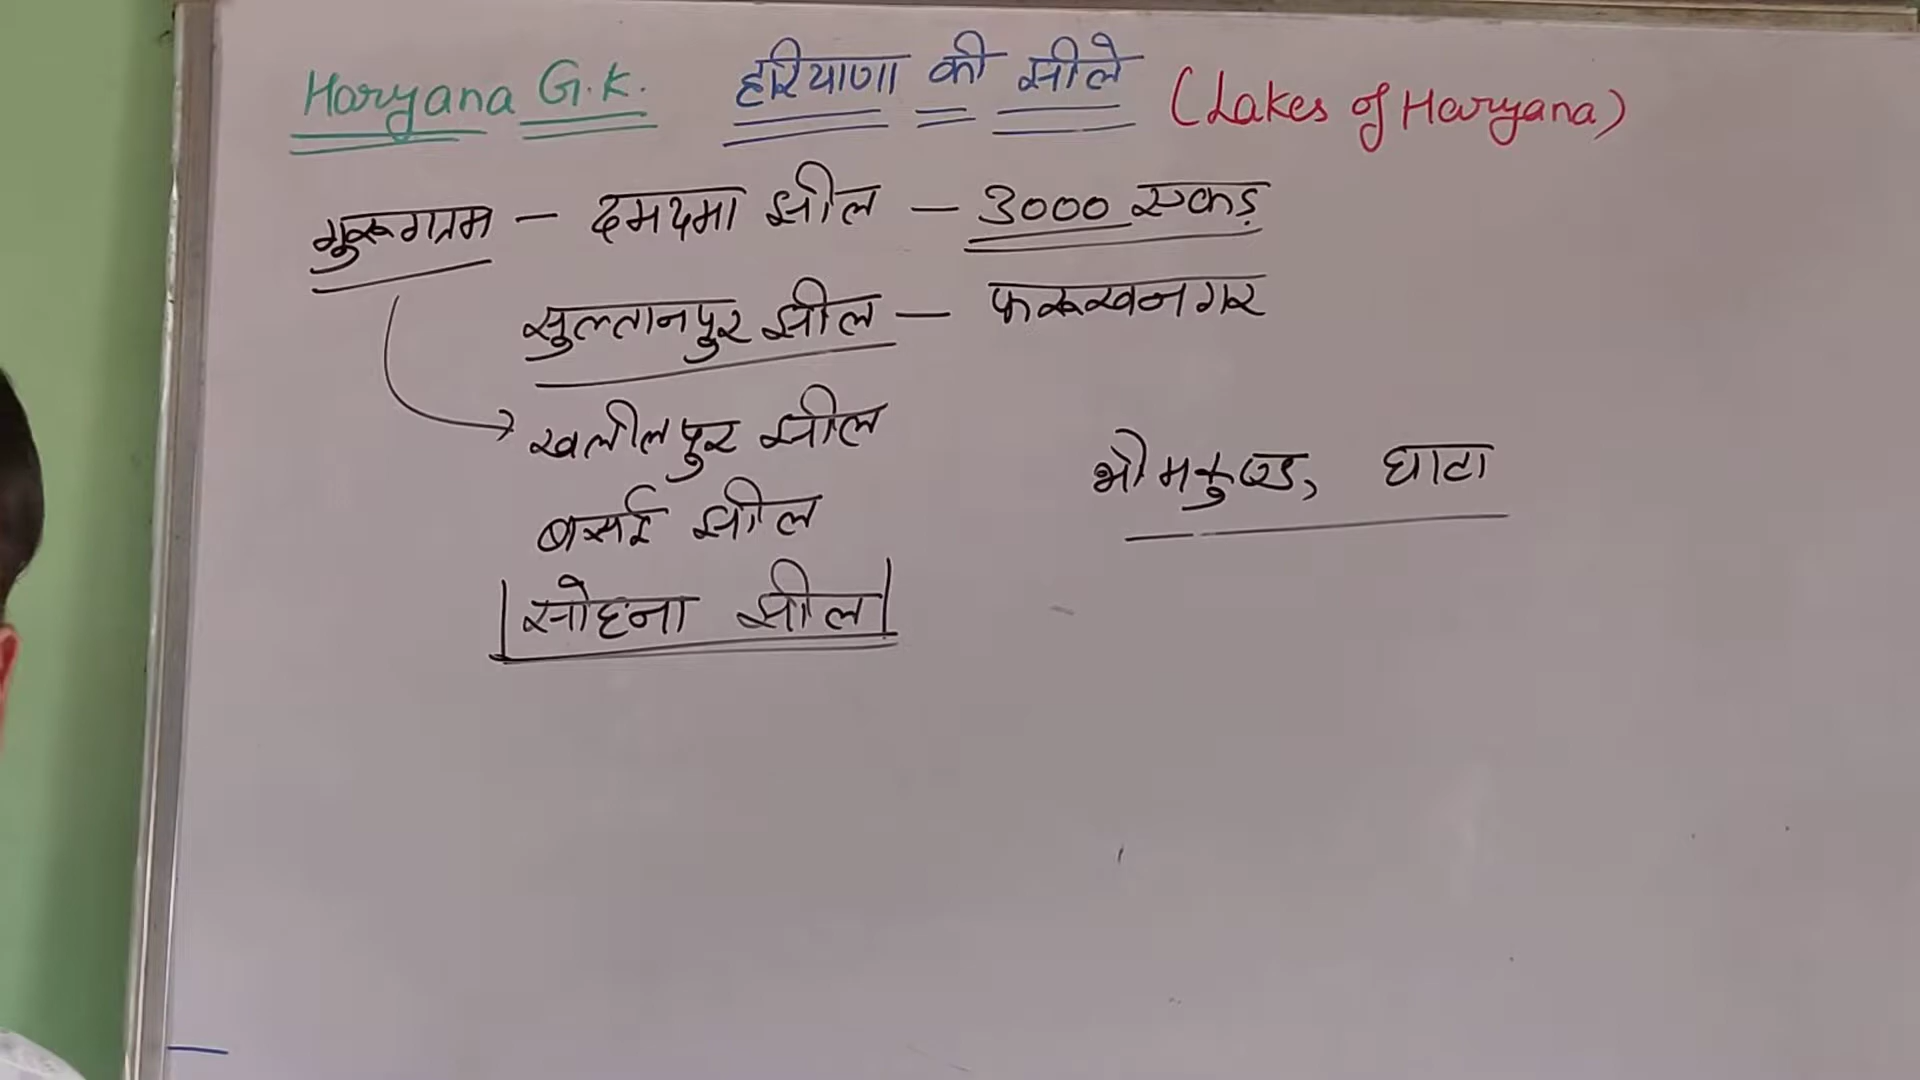 Haryana G.K. हरियाणा की झीले (Lakes of Haryana)
गुरूग्राम – दमदमा झील – 3000 एकड़
सुल्तानपुर झील – फरूखनगर
खलीलपुर झील
भीमकुण्ड, घाटा
बसई झील
सोहना झील